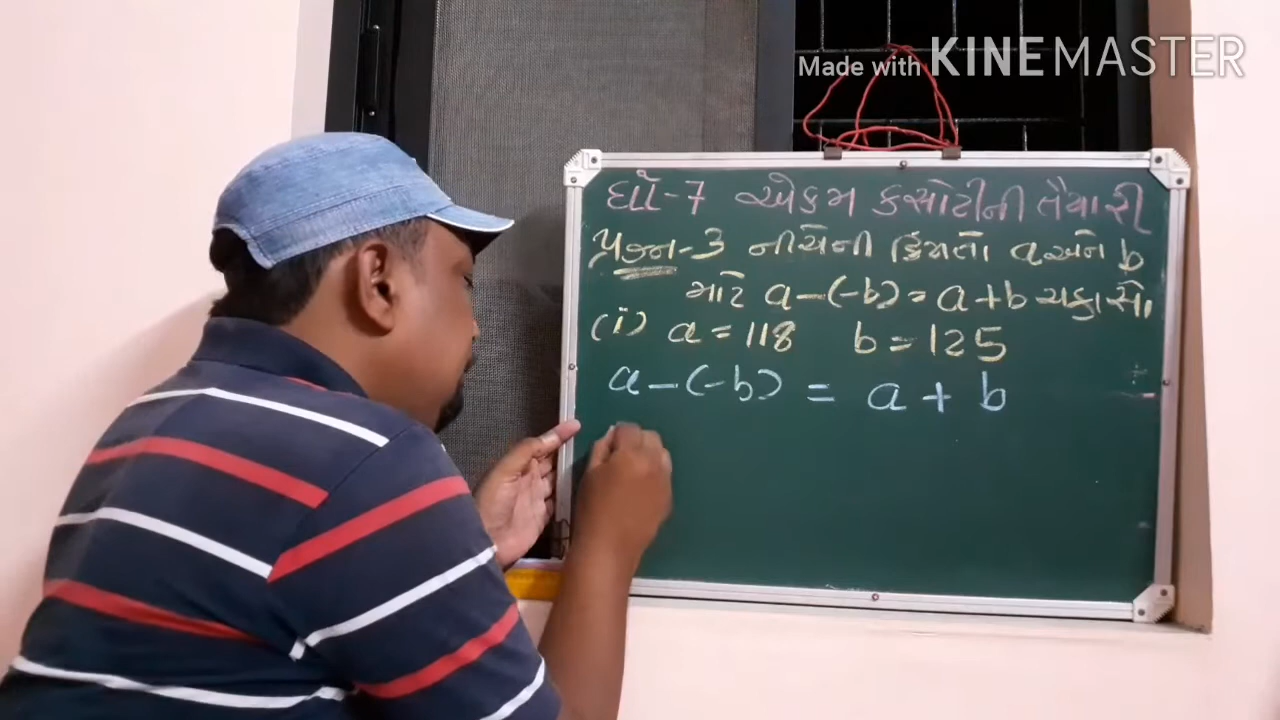 Made with KINEMASTER
ધો-7 એકમ કસોટીની તૈયારી
પ્રશ્ન-3 નીચેની કિંમતો a અને b
માટે a-(-b)=a+b ચકાસો
(i) a=118 b=125
a-(-b) = a+b